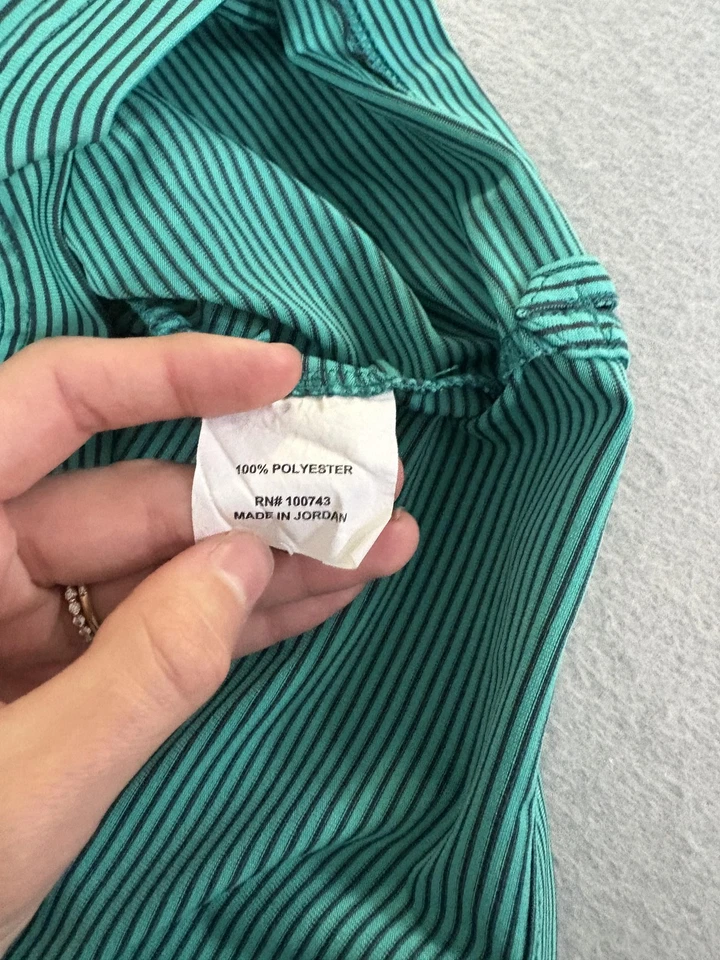 100% POLYESTER
RN# 100743
MADE IN JORDAN